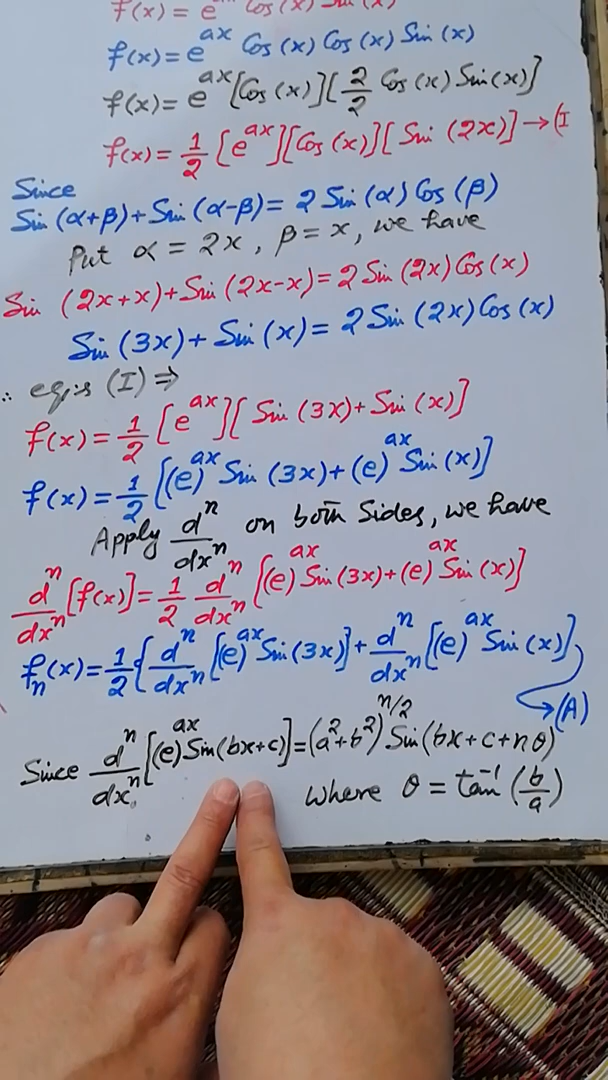 f(x) = e Cos(x) Sin(x)
f(x) = e^ax Cos(x) Cos(x) Sin(x)
f(x) = e^ax [Cos(x)][2/2 Cos(x) Sin(x)]
f(x) = 1/2 [e^ax][Cos(x)][Sin(2x)] → (I
Since
Sin(α+β) + Sin(α-β) = 2 Sin(α) Cos(β)
Put α = 2x, β = x, we have
Sin (2x+x) + Sin(2x-x) = 2 Sin(2x) Cos(x)
Sin(3x) + Sin(x) = 2 Sin(2x) Cos(x)
∴ eq:s (I) ⇒
f(x) = 1/2 [e^ax][Sin(3x) + Sin(x)]
f(x) = 1/2 [(e)^ax Sin(3x) + (e)^ax Sin(x)]
Apply d^n/dx^n on both Sides, we have
d^n/dx^n [f(x)] = 1/2 d^n/dx^n [(e)^ax Sin(3x) + (e)^ax Sin(x)]
f_n(x) = 1/2 { d^n/dx^n [(e)^ax Sin(3x)] + d^n/dx^n [(e)^ax Sin(x)]
→ (A)
Since d^n/dx^n [(e)^ax Sin(bx+c)] = (a^2+b^2)^n/2 Sin(bx+c+nθ)
where θ = tan^-1 (b/a)